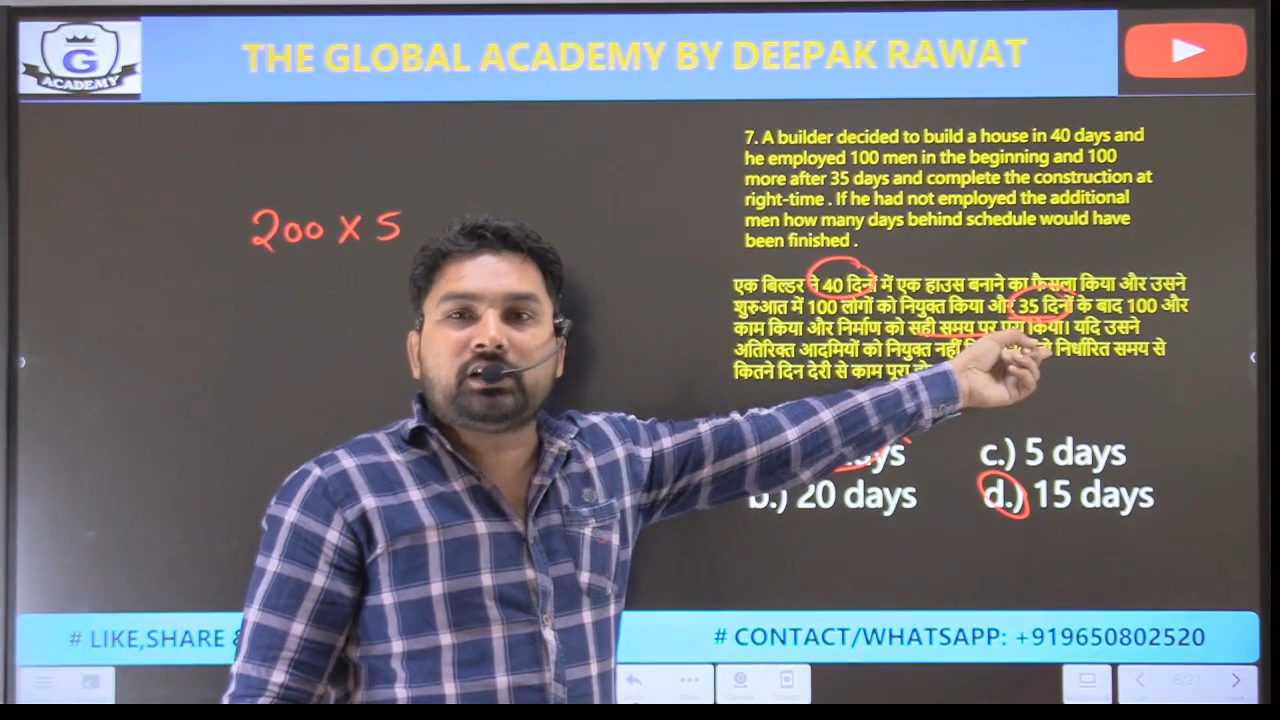 G
ACADEMY
THE GLOBAL ACADEMY BY DEEPAK RAWAT
7. A builder decided to build a house in 40 days and
he employed 100 men in the beginning and 100
more after 35 days and complete the construction at
right-time . If he had not employed the additional
men how many days behind schedule would have
been finished .
200 x 5
एक बिल्डर ने 40 दिनों में एक हाउस बनाने का फैसला किया और उसने
शुरुआत में 100 लोगों को नियुक्त किया और 35 दिनों के बाद 100 और
काम किया और निर्माण को सही समय पर पूरा किया। यदि उसने
अतिरिक्त आदमियों को नियुक्त नहीं निर्धारित समय से
कितने दिन देरी से काम पूरा
c.) 5 days
b.) 20 days
d.) 15 days
# LIKE,SHARE &
# CONTACT/WHATSAPP: +919650802520
8/23